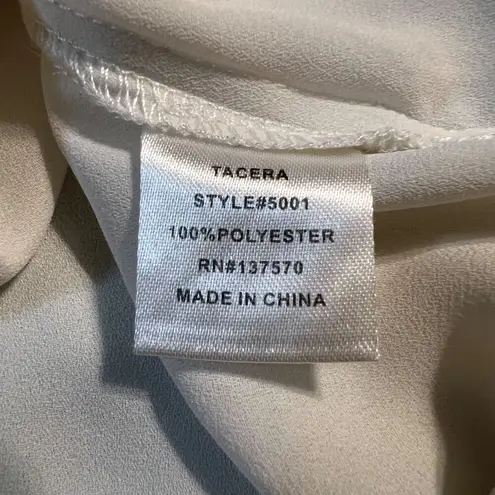 TACERA
STYLE#5001
100%POLYESTER
RN#137570
MADE IN CHINA